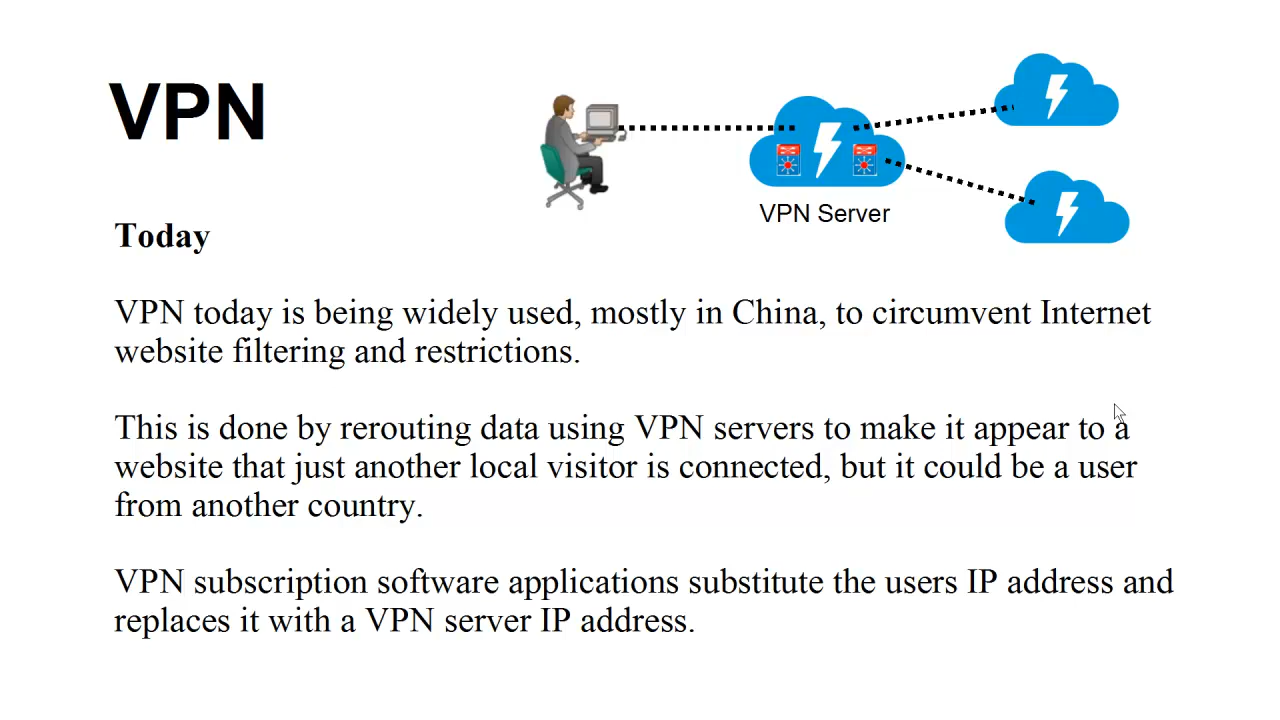 VPN
VPN Server
Today
VPN today is being widely used, mostly in China, to circumvent Internet
website filtering and restrictions.
This is done by rerouting data using VPN servers to make it appear to a
website that just another local visitor is connected, but it could be a user
from another country.
VPN subscription software applications substitute the users IP address and
replaces it with a VPN server IP address.